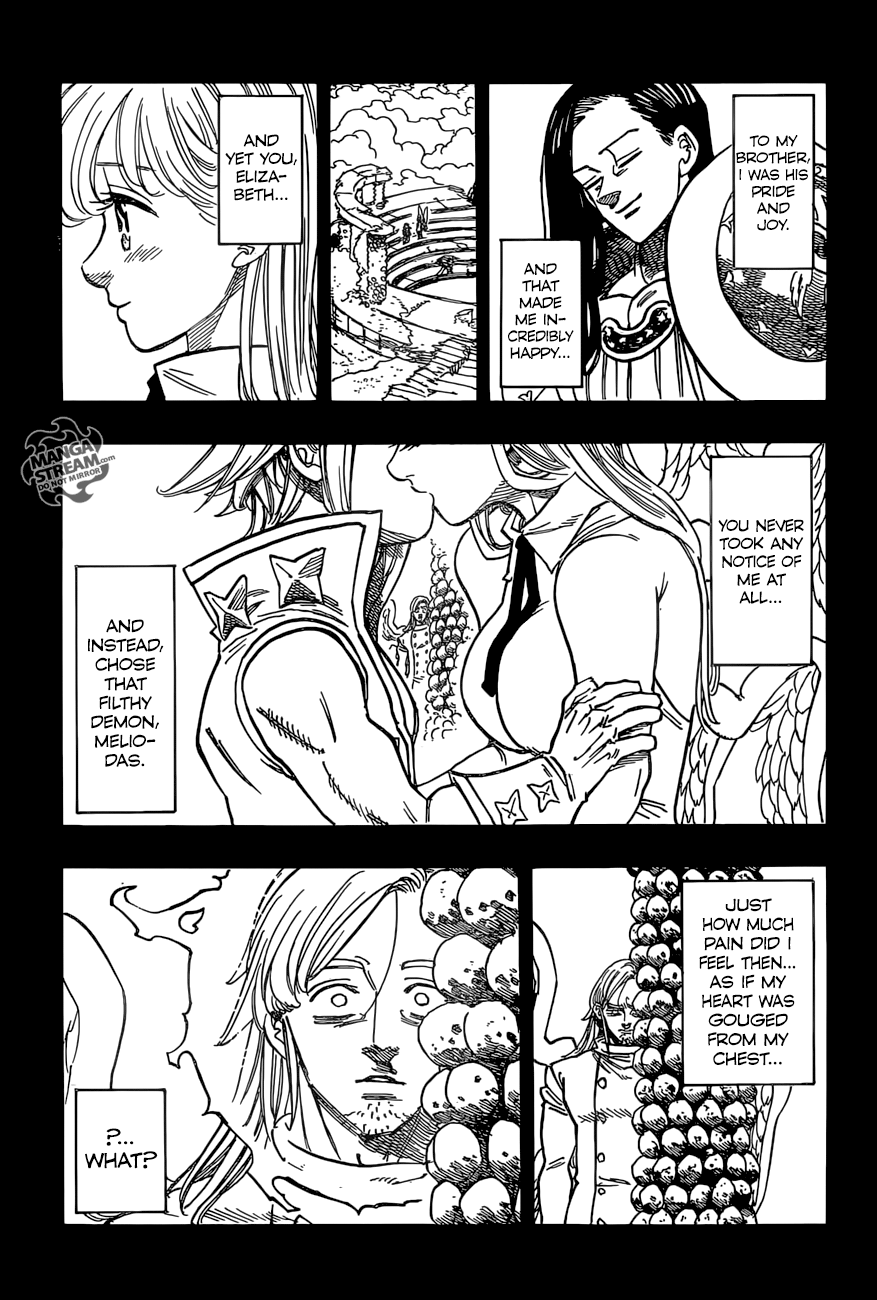 TO MY
BROTHER,
I WAS HIS
PRIDE
AND
JOY.
AND
THAT
MADE
ME IN-
CREDIBLY
HAPPY...
AND
YET YOU,
ELIZA-
BETH...
MANGA
STREAM.com
DO NOT MIRROR
YOU NEVER
TOOK ANY
NOTICE OF
ME AT
ALL...
AND
INSTEAD,
CHOSE
THAT
FILTHY
DEMON,
MELIO-
DAS.
JUST
HOW MUCH
PAIN DID I
FEEL THEN...
AS IF MY
HEART WAS
GOUGED
FROM MY
CHEST...
?...
WHAT?